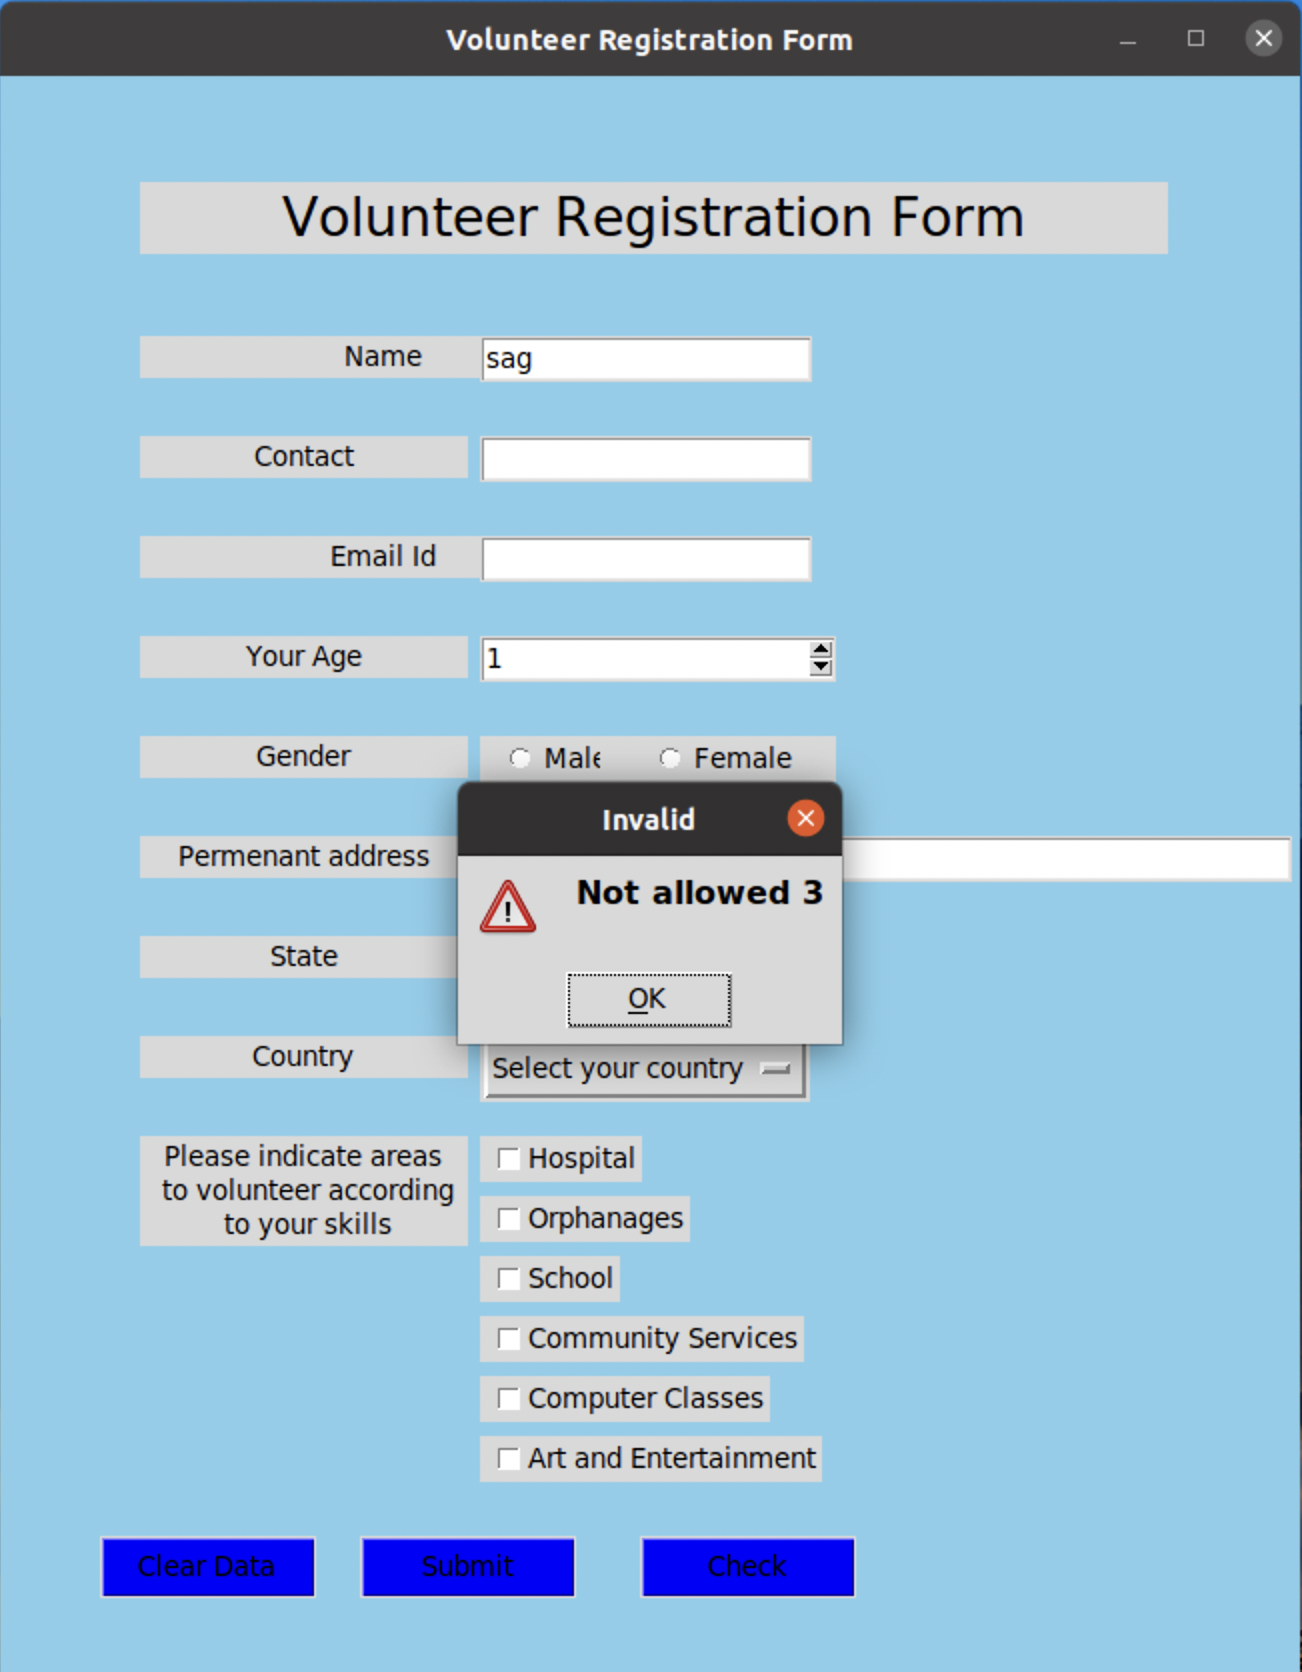 Volunteer Registration Form
Volunteer Registration Form
Name sag
Contact
Email Id
Your Age 1
Gender Male Female
Invalid
Permenant address
Not allowed 3
State
OK
Country Select your country
Please indicate areas
to volunteer according
to your skills
Hospital
Orphanages
School
Community Services
Computer Classes
Art and Entertainment
Clear Data Submit Check